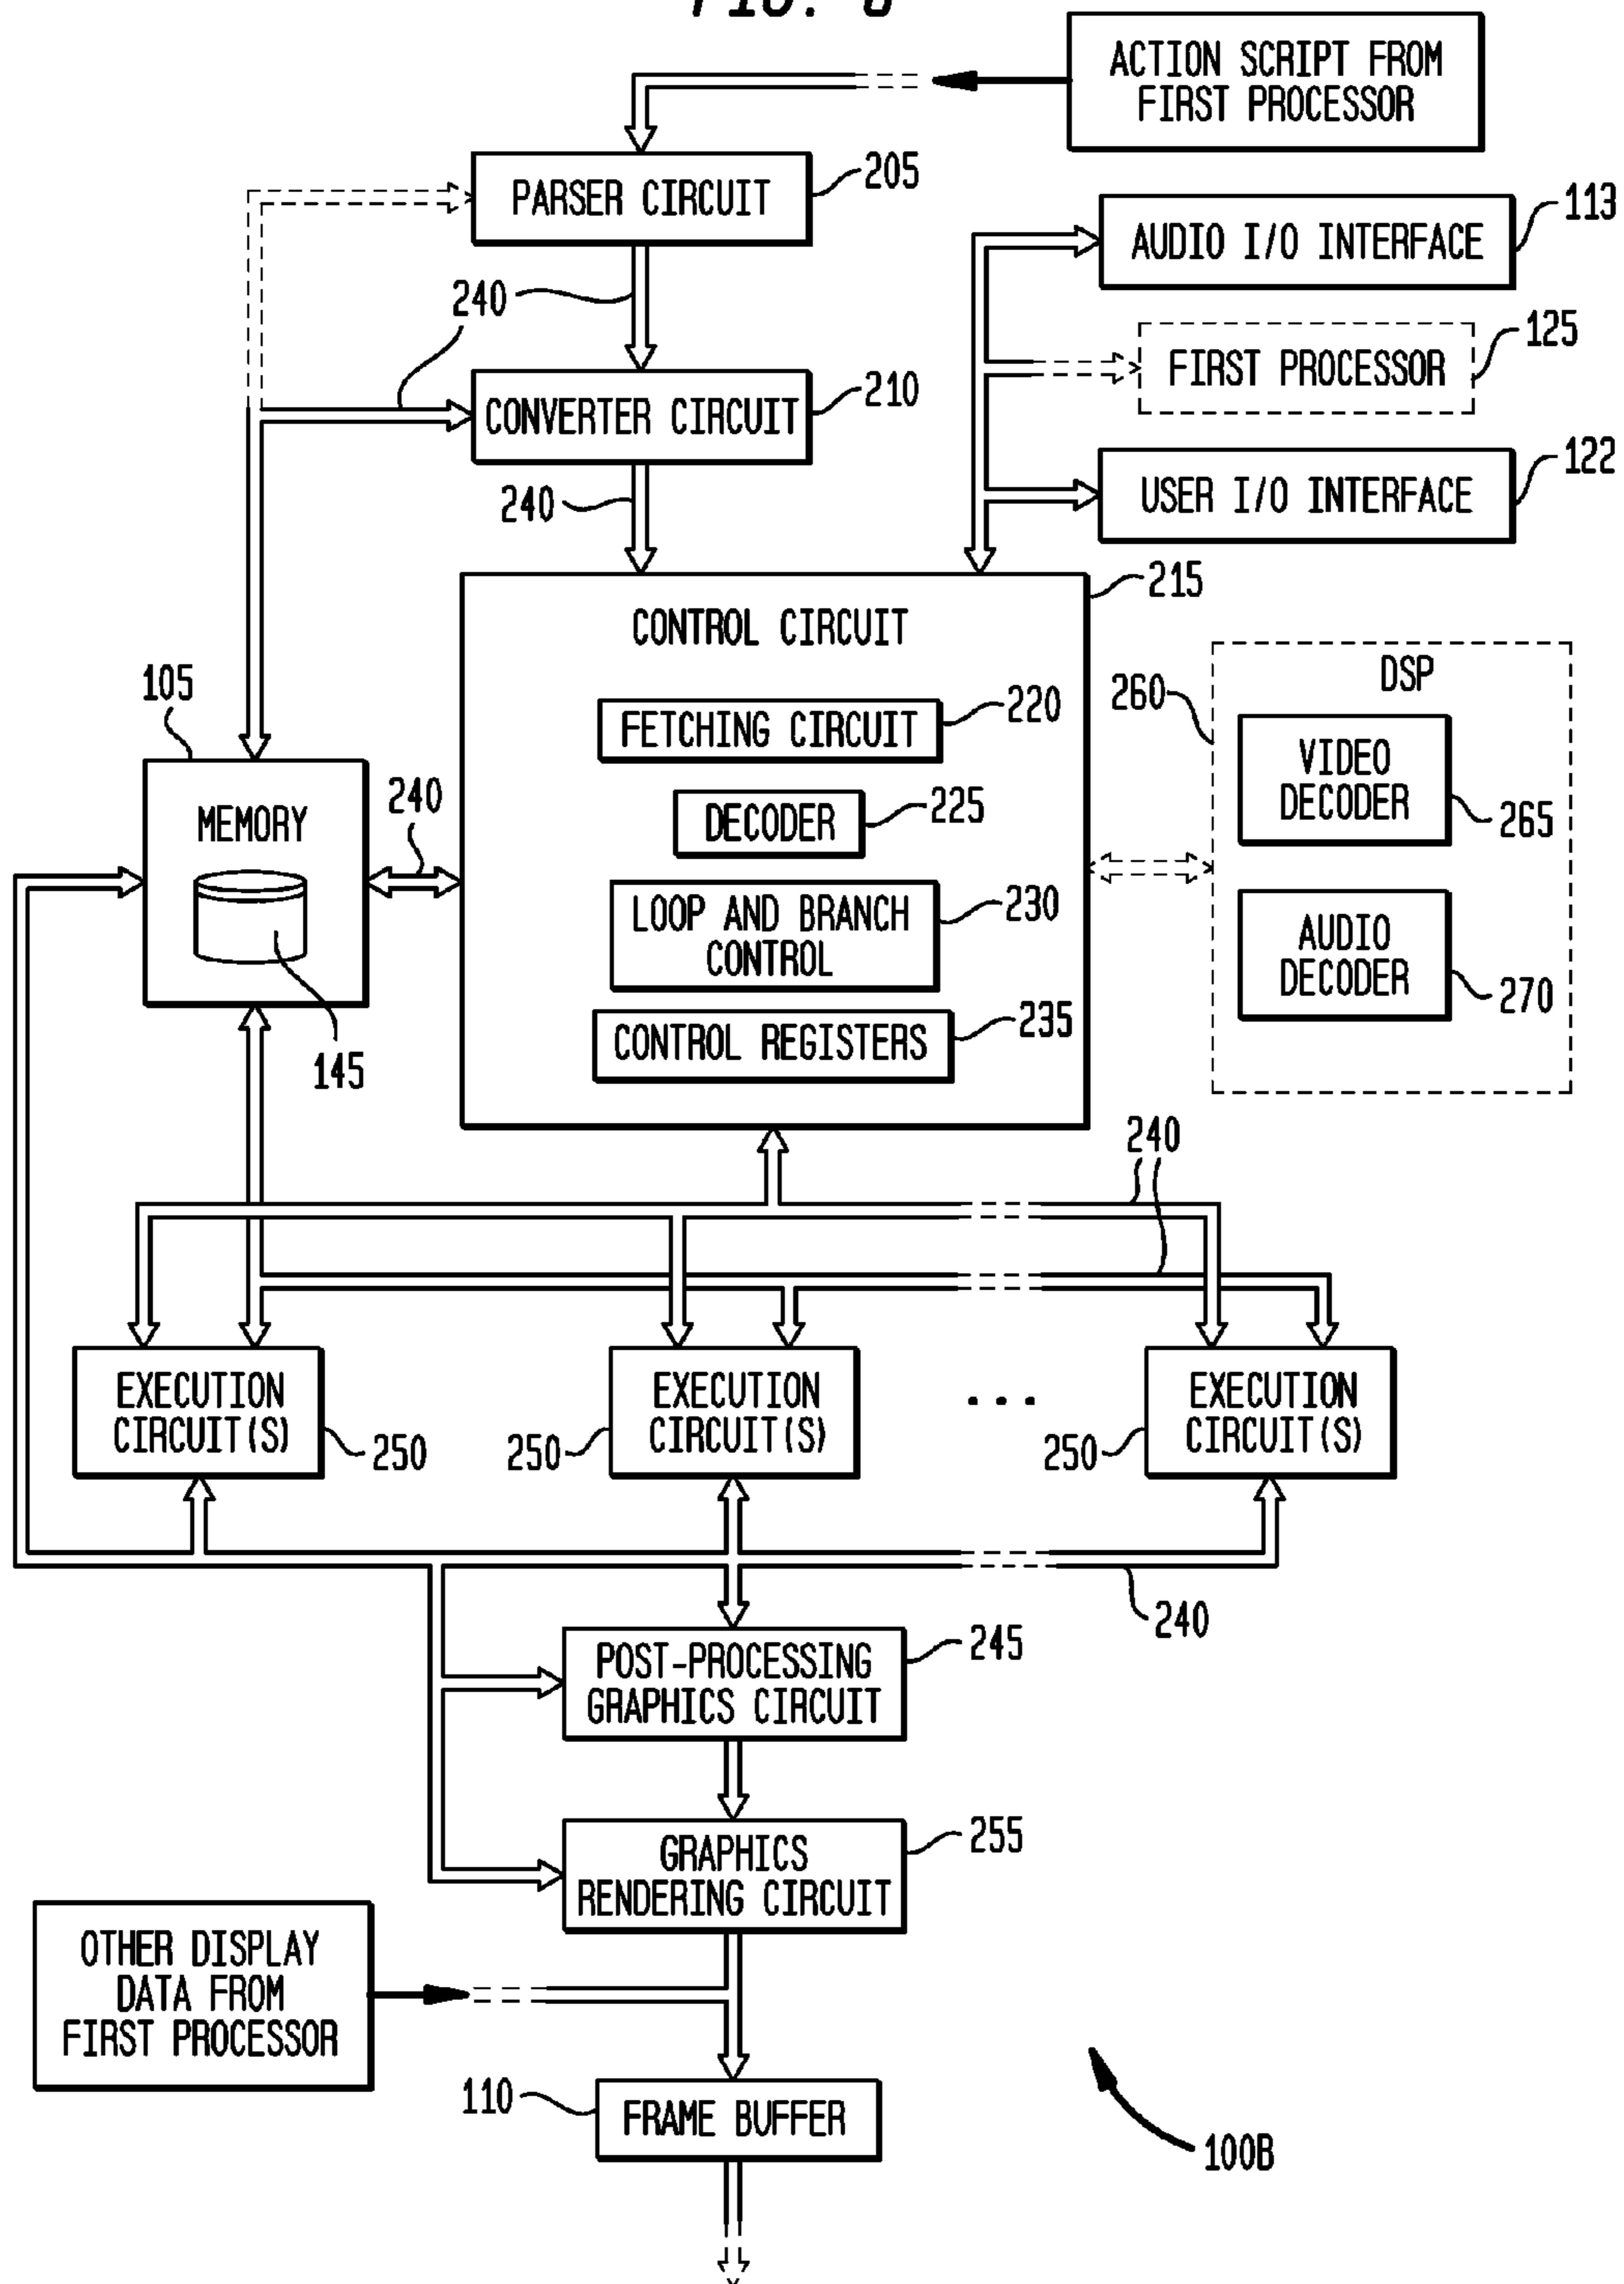 ACTION SCRIPT FROM
FIRST PROCESSOR
PARSER CIRCUIT
205
AUDIO I/O INTERFACE
113
240
FIRST PROCESSOR
125
CONVERTER CIRCUIT
210
USER I/O INTERFACE
122
240
CONTROL CIRCUIT
215
FETCHING CIRCUIT
220
DECODER
225
LOOP AND BRANCH
CONTROL
230
CONTROL REGISTERS
235
105
MEMORY
145
240
260
DSP
VIDEO
DECODER
265
AUDIO
DECODER
270
240
EXECUTION
CIRCUIT(S)
250
EXECUTION
CIRCUIT(S)
250
...
EXECUTION
CIRCUIT(S)
250
240
POST-PROCESSING
GRAPHICS CIRCUIT
245
GRAPHICS
RENDERING CIRCUIT
255
OTHER DISPLAY
DATA FROM
FIRST PROCESSOR
110
FRAME BUFFER
100B